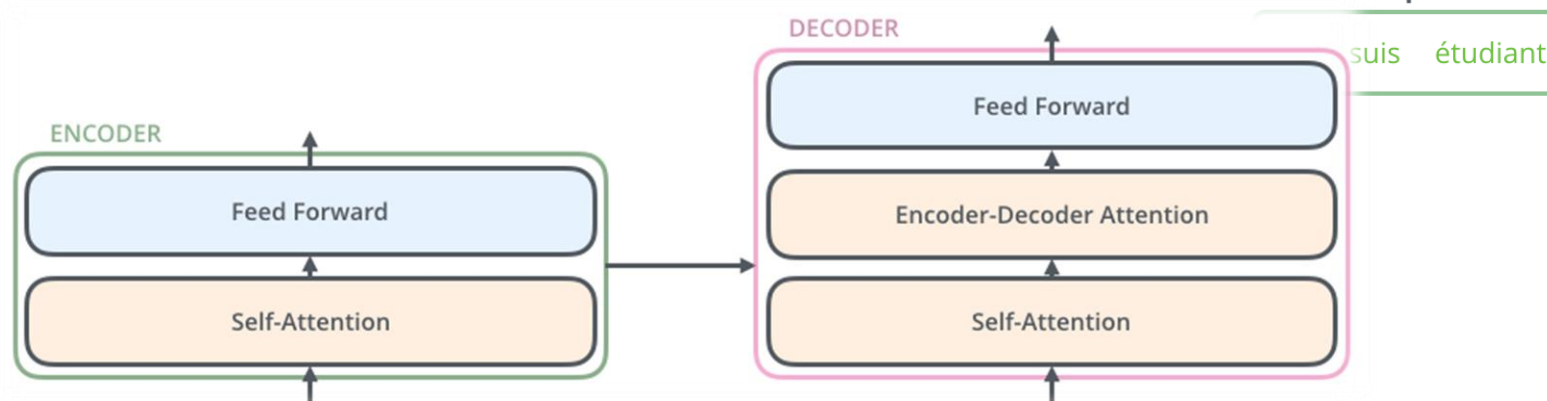 DECODER
suis étudiant
Feed Forward
ENCODER
Feed Forward
Encoder-Decoder Attention
Self-Attention
Self-Attention